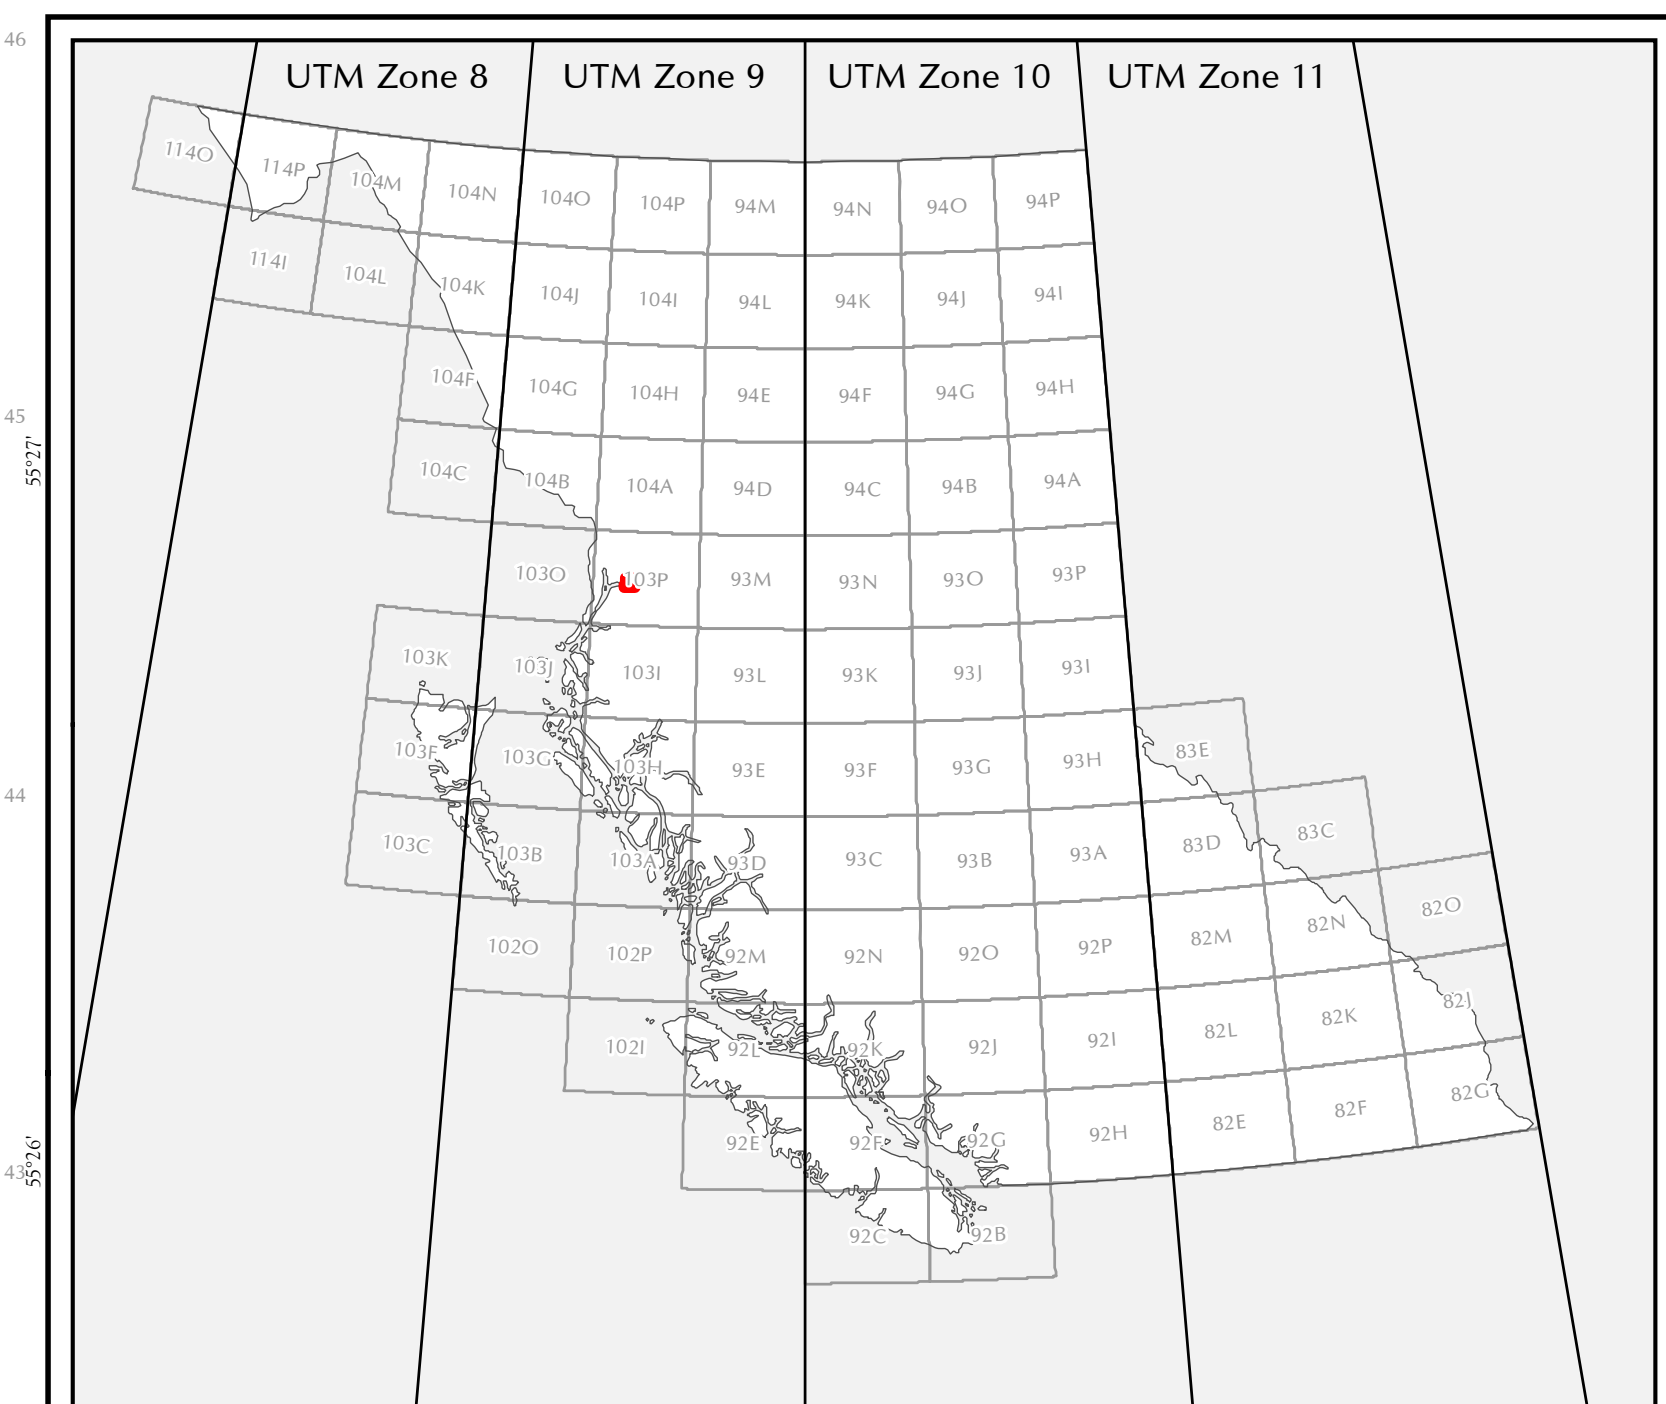 46
UTM Zone 8 UTM Zone 9 UTM Zone 10 UTM Zone 11
114O 114P 104M 104N 104O 104P 94M 94N 94O 94P
114I 104L 104K 104J 104I 94L 94K 94J 94I
104F 104G 104H 94E 94F 94G 94H
45
55°27'
104C 104B 104A 94D 94C 94B 94A
103O 103P 93M 93N 93O 93P
103K 103J 103I 93L 93K 93J 93I
103F 103G 103H 93E 93F 93G 93H 83E
44
103C 103B 103A 93D 93C 93B 93A 83D 83C
102O 102P 92M 92N 92O 92P 82M 82N 82O
102I 92L 92K 92J 92I 82L 82K 82J
92E 92F 92G 92H 82E 82F 82G
43
55°26'
92C 92B